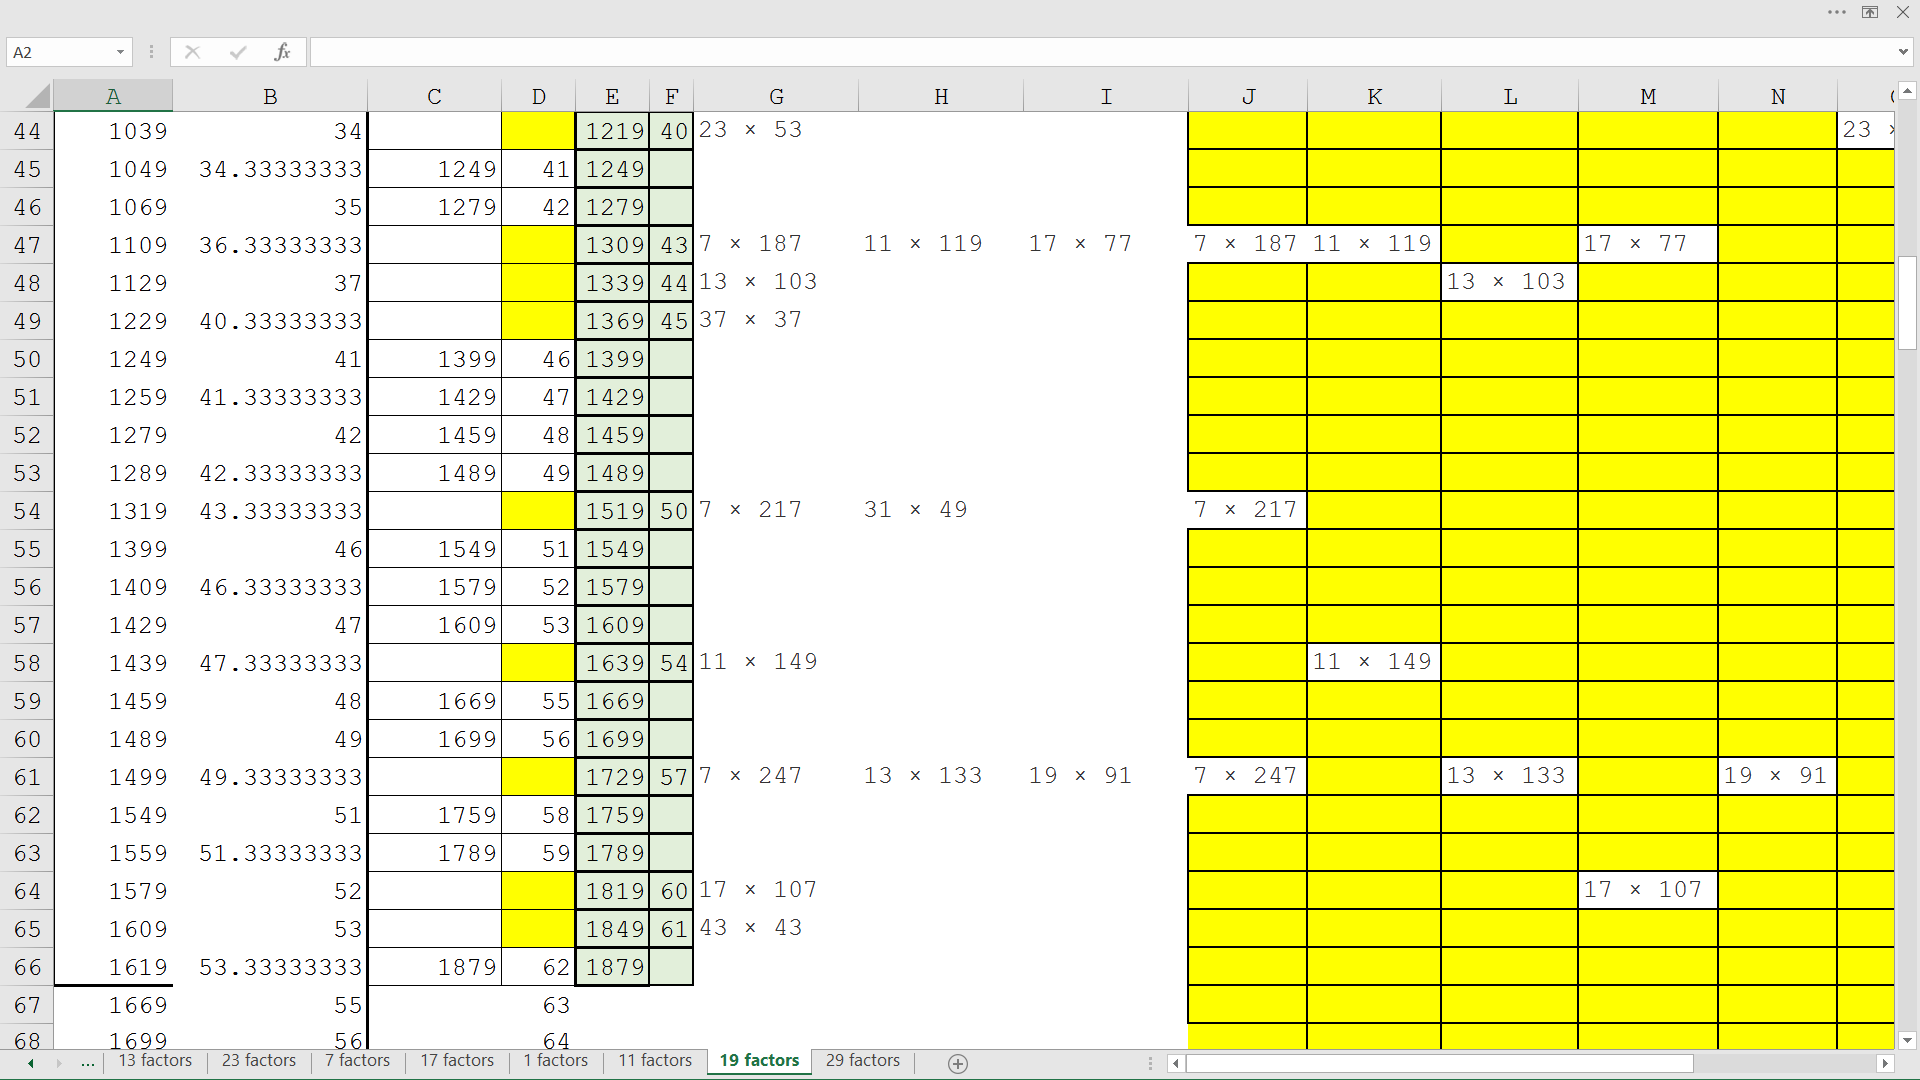 A2
fx
A B C D E F G H I J K L M N
44 1039 34 1219 40 23 × 53 23
45 1049 34.33333333 1249 41 1249
46 1069 35 1279 42 1279
47 1109 36.33333333 1309 43 7 × 187 11 × 119 17 × 77 7 × 187 11 × 119 17 × 77
48 1129 37 1339 44 13 × 103 13 × 103
49 1229 40.33333333 1369 45 37 × 37
50 1249 41 1399 46 1399
51 1259 41.33333333 1429 47 1429
52 1279 42 1459 48 1459
53 1289 42.33333333 1489 49 1489
54 1319 43.33333333 1519 50 7 × 217 31 × 49 7 × 217
55 1399 46 1549 51 1549
56 1409 46.33333333 1579 52 1579
57 1429 47 1609 53 1609
58 1439 47.33333333 1639 54 11 × 149 11 × 149
59 1459 48 1669 55 1669
60 1489 49 1699 56 1699
61 1499 49.33333333 1729 57 7 × 247 13 × 133 19 × 91 7 × 247 13 × 133 19 × 91
62 1549 51 1759 58 1759
63 1559 51.33333333 1789 59 1789
64 1579 52 1819 60 17 × 107 17 × 107
65 1609 53 1849 61 43 × 43
66 1619 53.33333333 1879 62 1879
67 1669 55 63
68 1699 56 64
... 13 factors 23 factors 7 factors 17 factors 1 factors 11 factors 19 factors 29 factors